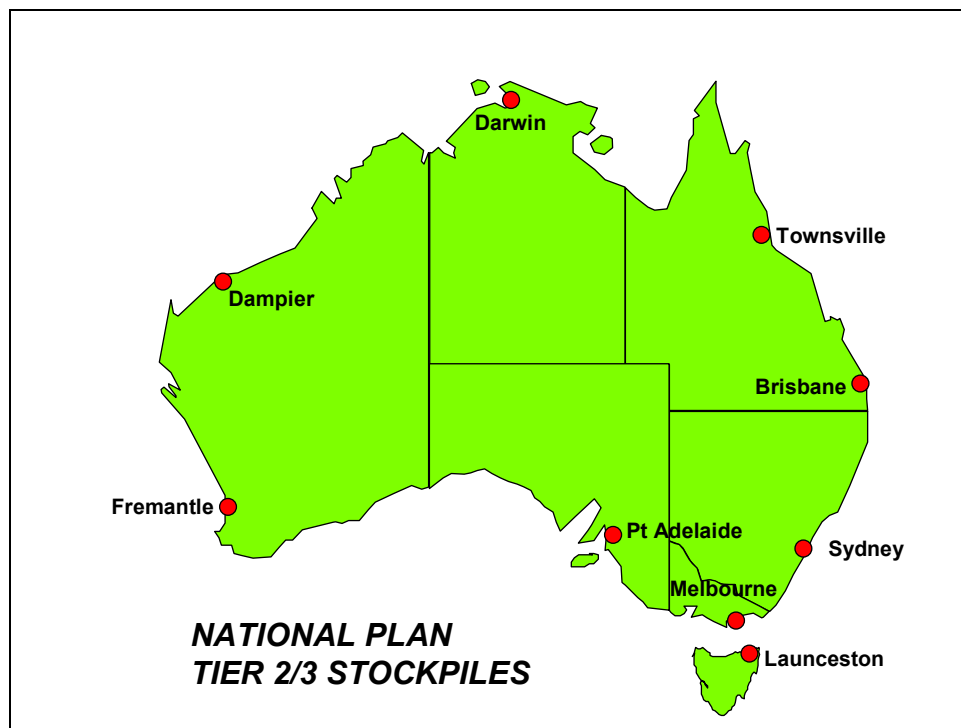 Darwin
Townsville
Dampier
Brisbane
Fremantle
Pt Adelaide
Sydney
Melbourne
NATIONAL PLAN
TIER 2/3 STOCKPILES
Launceston